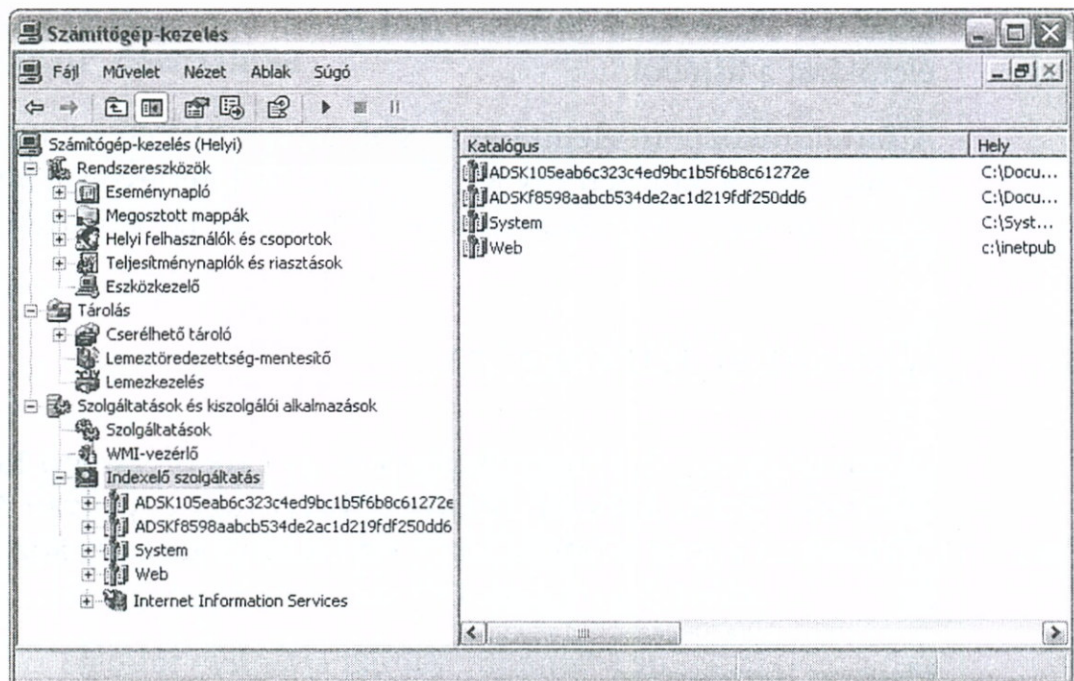 Számítógép-kezelés
Fájl Művelet Nézet Ablak Súgó
Számítógép-kezelés (Helyi)
Rendszereszközök
Eseménynapló
Megosztott mappák
Helyi felhasználók és csoportok
Teljesítménynaplók és riasztások
Eszközkezelő
Tárolás
Cserélhető tároló
Lemeztöredezettség-mentesítő
Lemezkezelés
Szolgáltatások és kiszolgálói alkalmazások
Szolgáltatások
WMI-vezérlő
Indexelő szolgáltatás
ADSK105eab6c323c4ed9bc1b5f6b8c61272e
ADSKf8598aabcb534de2ac1d219fdf250dd6
System
Web
Internet Information Services
Katalógus Hely
ADSK105eab6c323c4ed9bc1b5f6b8c61272e C:\Docu...
ADSKf8598aabcb534de2ac1d219fdf250dd6 C:\Docu...
System C:\Syst...
Web c:\inetpub